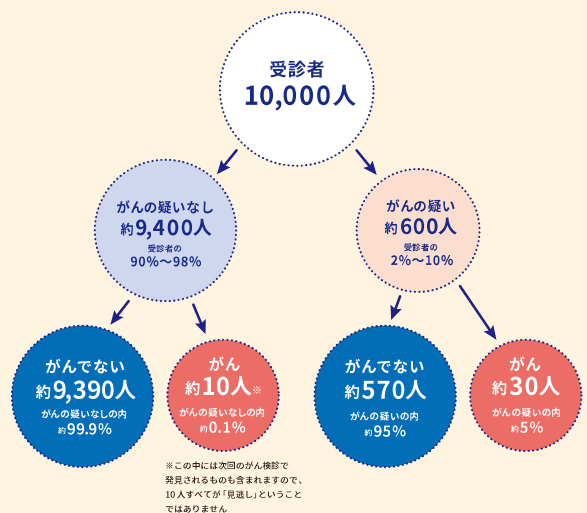 受診者
10,000人
がんの疑いなし
約9,400人
受診者の
90%〜98%
がんの疑い
約600人
受診者の
2%〜10%
がんでない
約9,390人
がんの疑いなしの内
約99.9%
がん
約10人※
がんの疑いなしの内
約0.1%
がんでない
約570人
がんの疑いの内
約95%
がん
約30人
がんの疑いの内
約5%
※この中には次回のがん検診で
発見されるものも含まれますので、
10人すべてが「見逃し」ということ
ではありません